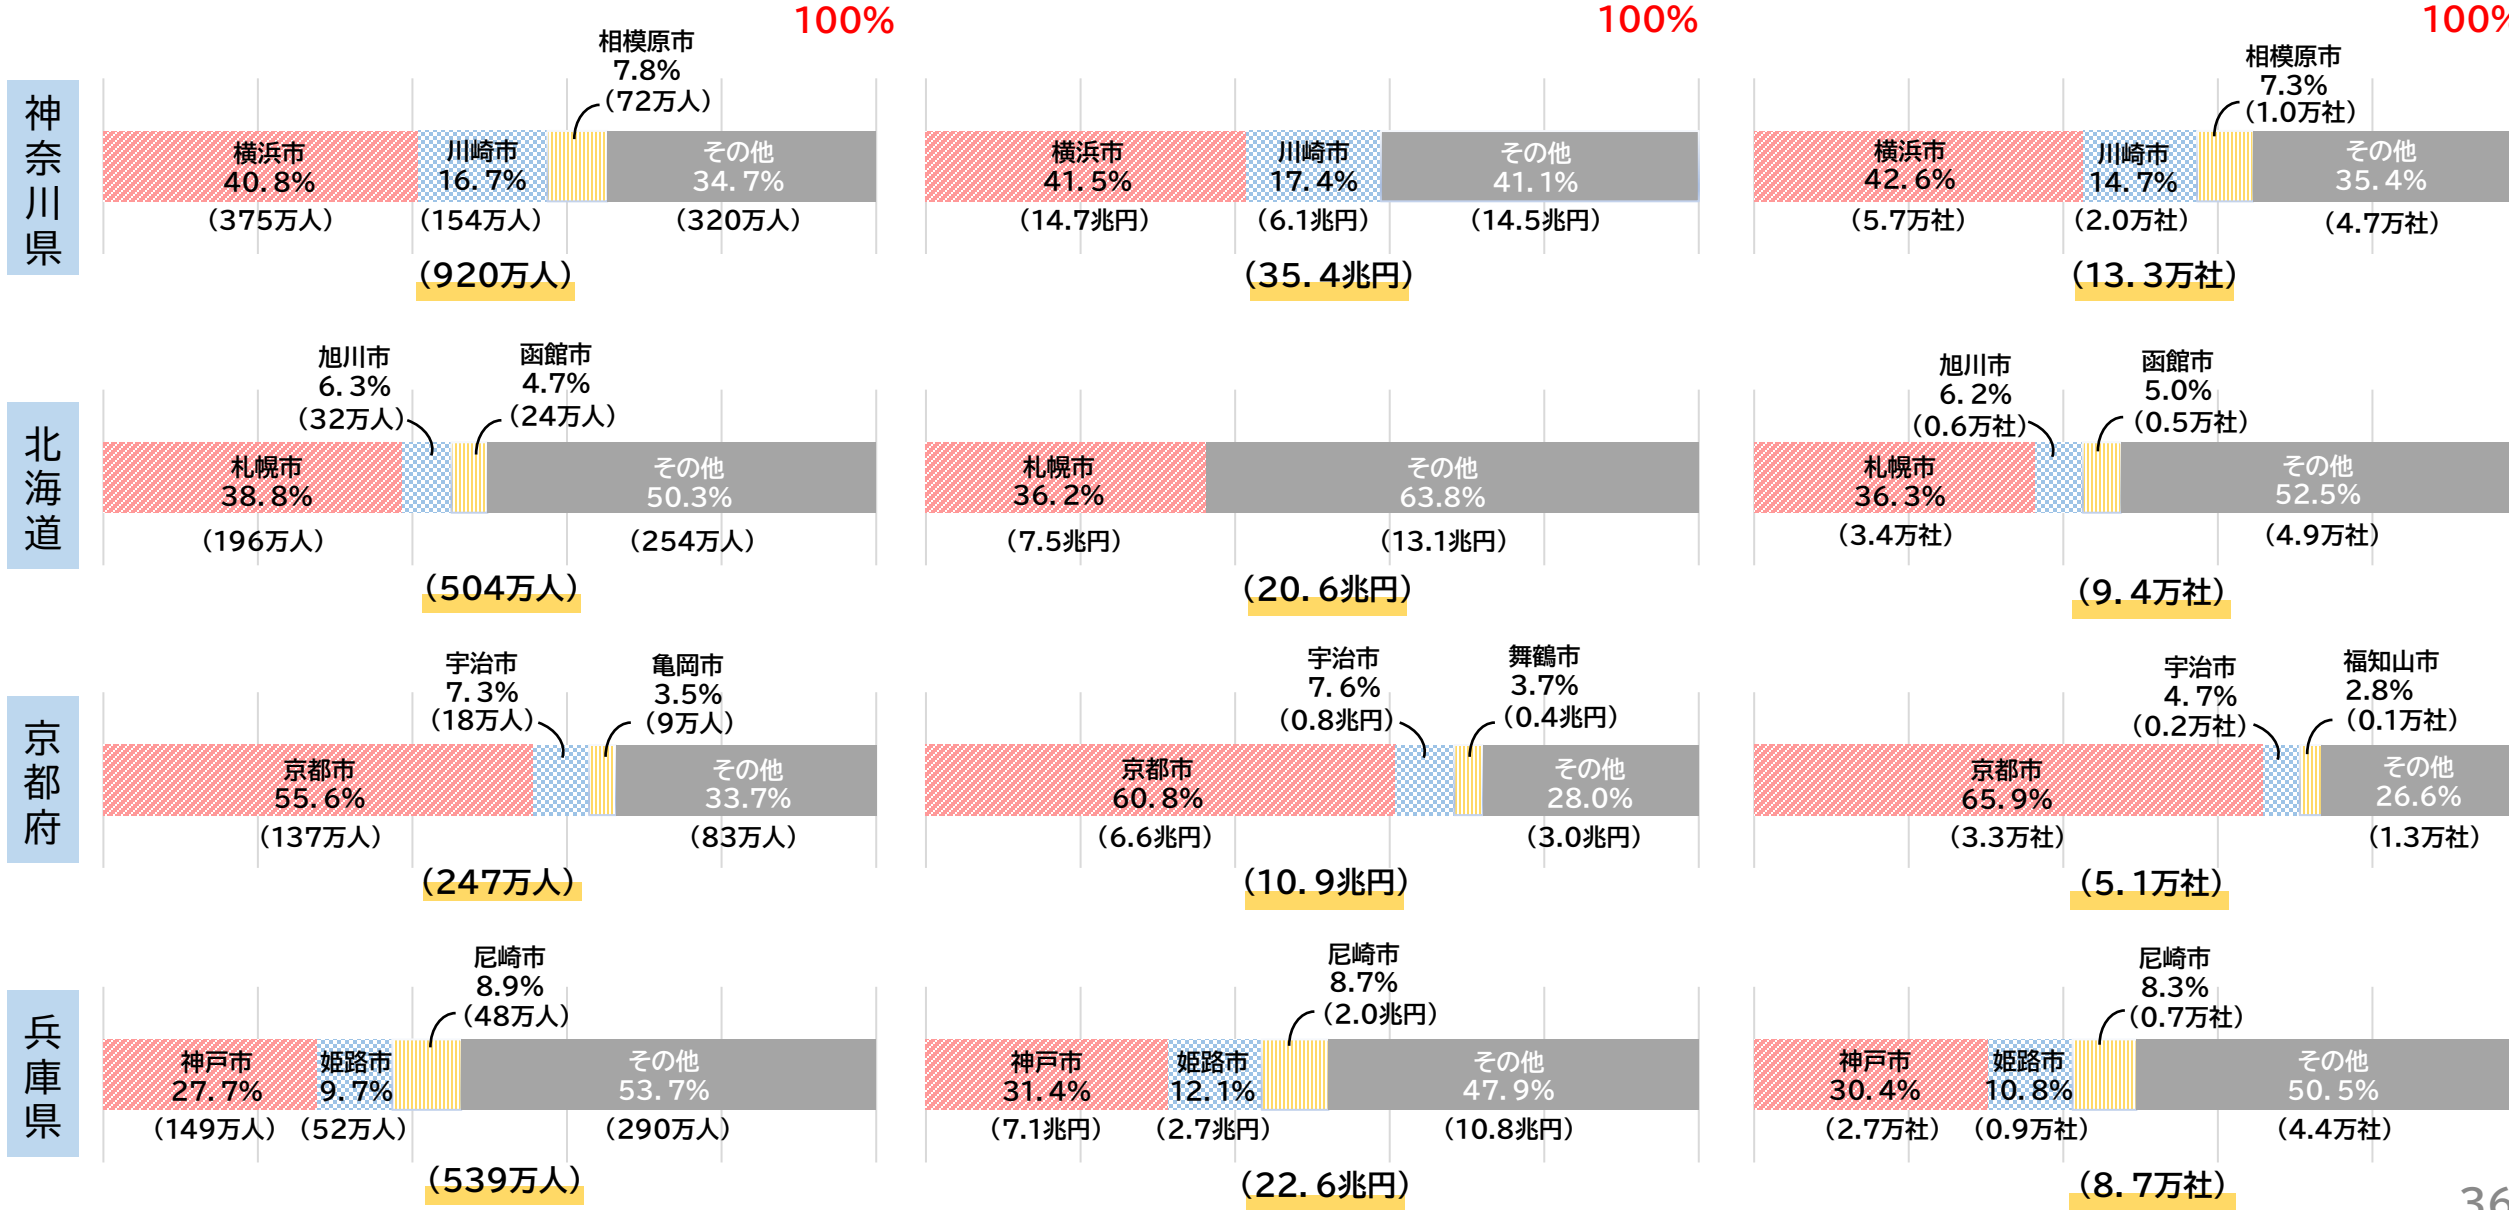 100%
100%
100%
神奈川県
相模原市
7.8%
（72万人）
横浜市
40.8%
（375万人）
川崎市
16.7%
（154万人）
その他
34.7%
（320万人）
（920万人）
横浜市
41.5%
（14.7兆円）
川崎市
17.4%
（6.1兆円）
その他
41.1%
（14.5兆円）
（35.4兆円）
相模原市
7.3%
（1.0万社）
横浜市
42.6%
（5.7万社）
川崎市
14.7%
（2.0万社）
その他
35.4%
（4.7万社）
（13.3万社）
北海道
旭川市
6.3%
（32万人）
函館市
4.7%
（24万人）
札幌市
38.8%
（196万人）
その他
50.3%
（254万人）
（504万人）
札幌市
36.2%
（7.5兆円）
その他
63.8%
（13.1兆円）
（20.6兆円）
旭川市
6.2%
（0.6万社）
函館市
5.0%
（0.5万社）
札幌市
36.3%
（3.4万社）
その他
52.5%
（4.9万社）
（9.4万社）
京都府
宇治市
7.3%
（18万人）
亀岡市
3.5%
（9万人）
京都市
55.6%
（137万人）
その他
33.7%
（83万人）
（247万人）
宇治市
7.6%
（0.8兆円）
舞鶴市
3.7%
（0.4兆円）
京都市
60.8%
（6.6兆円）
その他
28.0%
（3.0兆円）
（10.9兆円）
宇治市
4.7%
（0.2万社）
福知山市
2.8%
（0.1万社）
京都市
65.9%
（3.3万社）
その他
26.6%
（1.3万社）
（5.1万社）
兵庫県
尼崎市
8.9%
（48万人）
神戸市
27.7%
（149万人）
姫路市
9.7%
（52万人）
その他
53.7%
（290万人）
（539万人）
尼崎市
8.7%
（2.0兆円）
神戸市
31.4%
（7.1兆円）
姫路市
12.1%
（2.7兆円）
その他
47.9%
（10.8兆円）
（22.6兆円）
尼崎市
8.3%
（0.7万社）
神戸市
30.4%
（2.7万社）
姫路市
10.8%
（0.9万社）
その他
50.5%
（4.4万社）
（8.7万社）
36